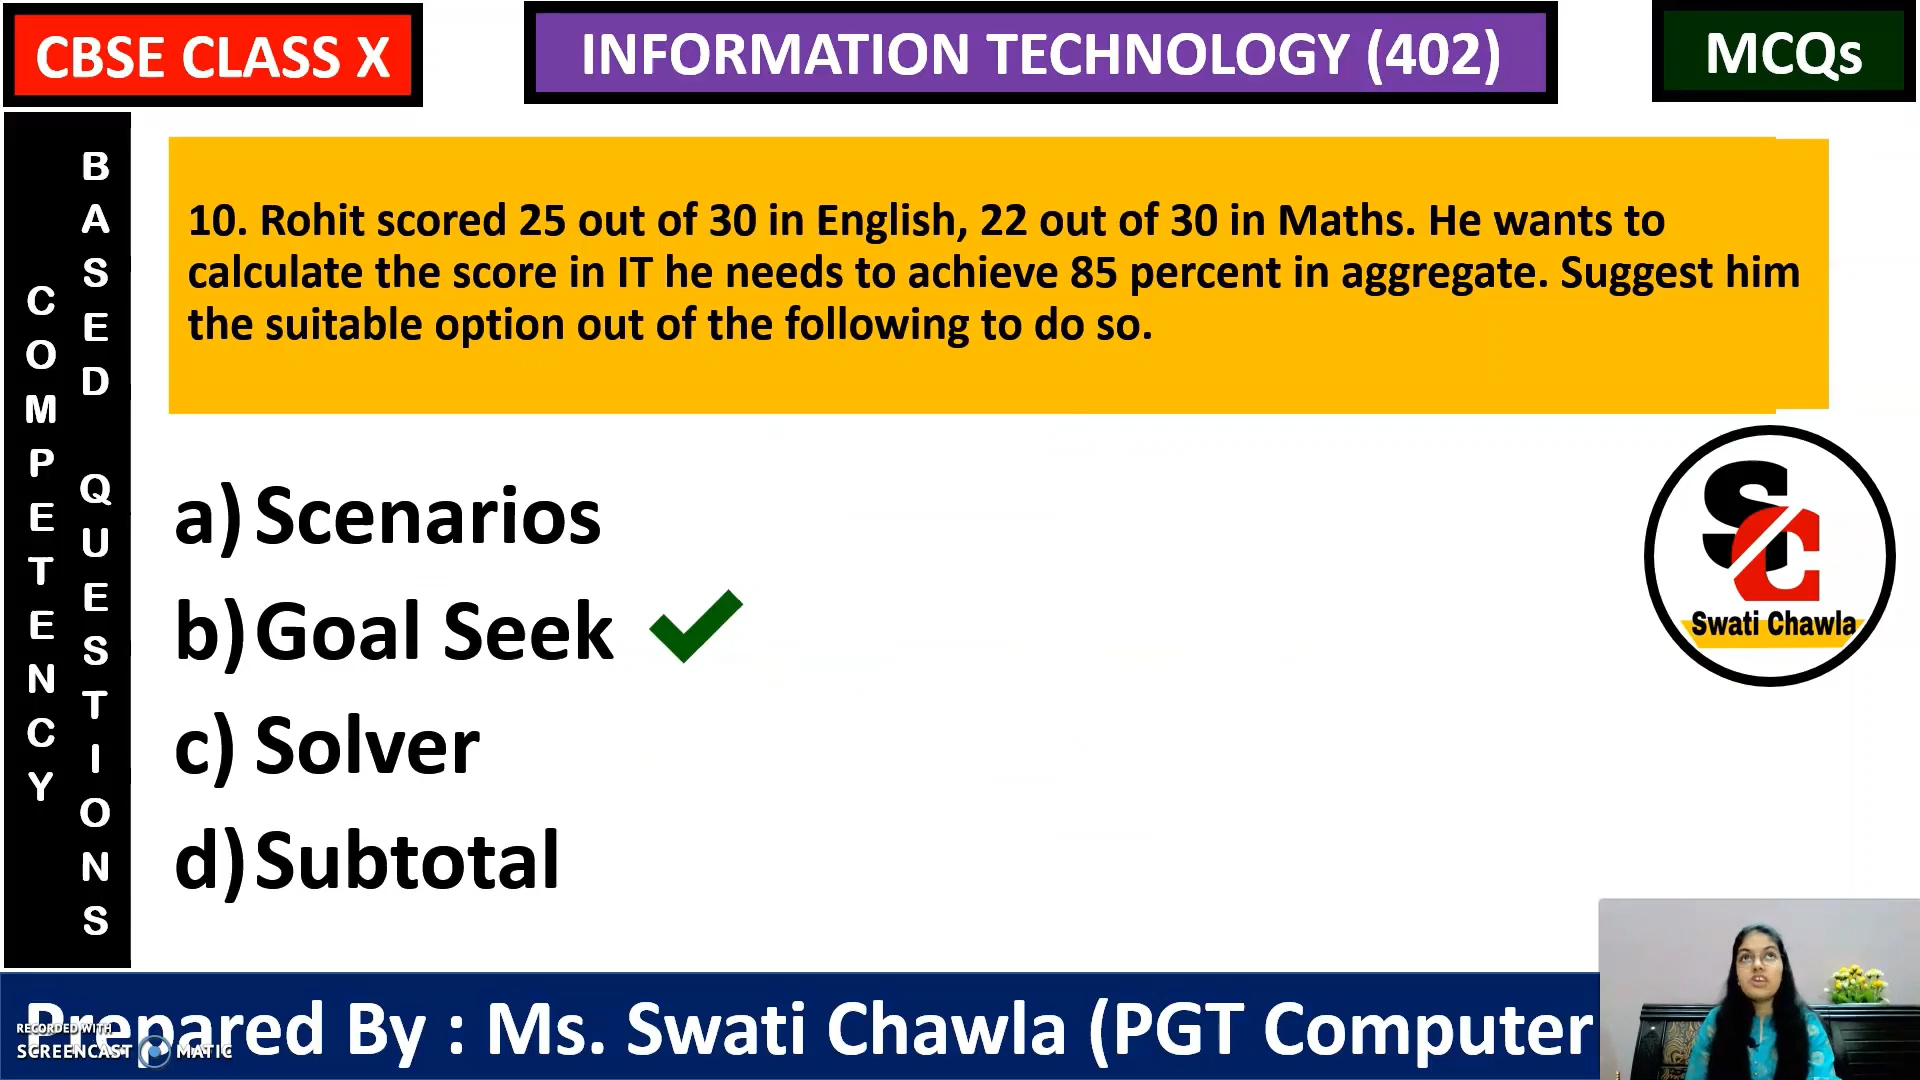 CBSE CLASS X
INFORMATION TECHNOLOGY (402)
MCQs
COMPETENCY
BASED QUESTIONS
10. Rohit scored 25 out of 30 in English, 22 out of 30 in Maths. He wants to
calculate the score in IT he needs to achieve 85 percent in aggregate. Suggest him
the suitable option out of the following to do so.
a) Scenarios
b) Goal Seek
c) Solver
d) Subtotal
SC
Swati Chawla
Prepared By : Ms. Swati Chawla (PGT Computer
RECORDED WITH
SCREENCAST MATIC